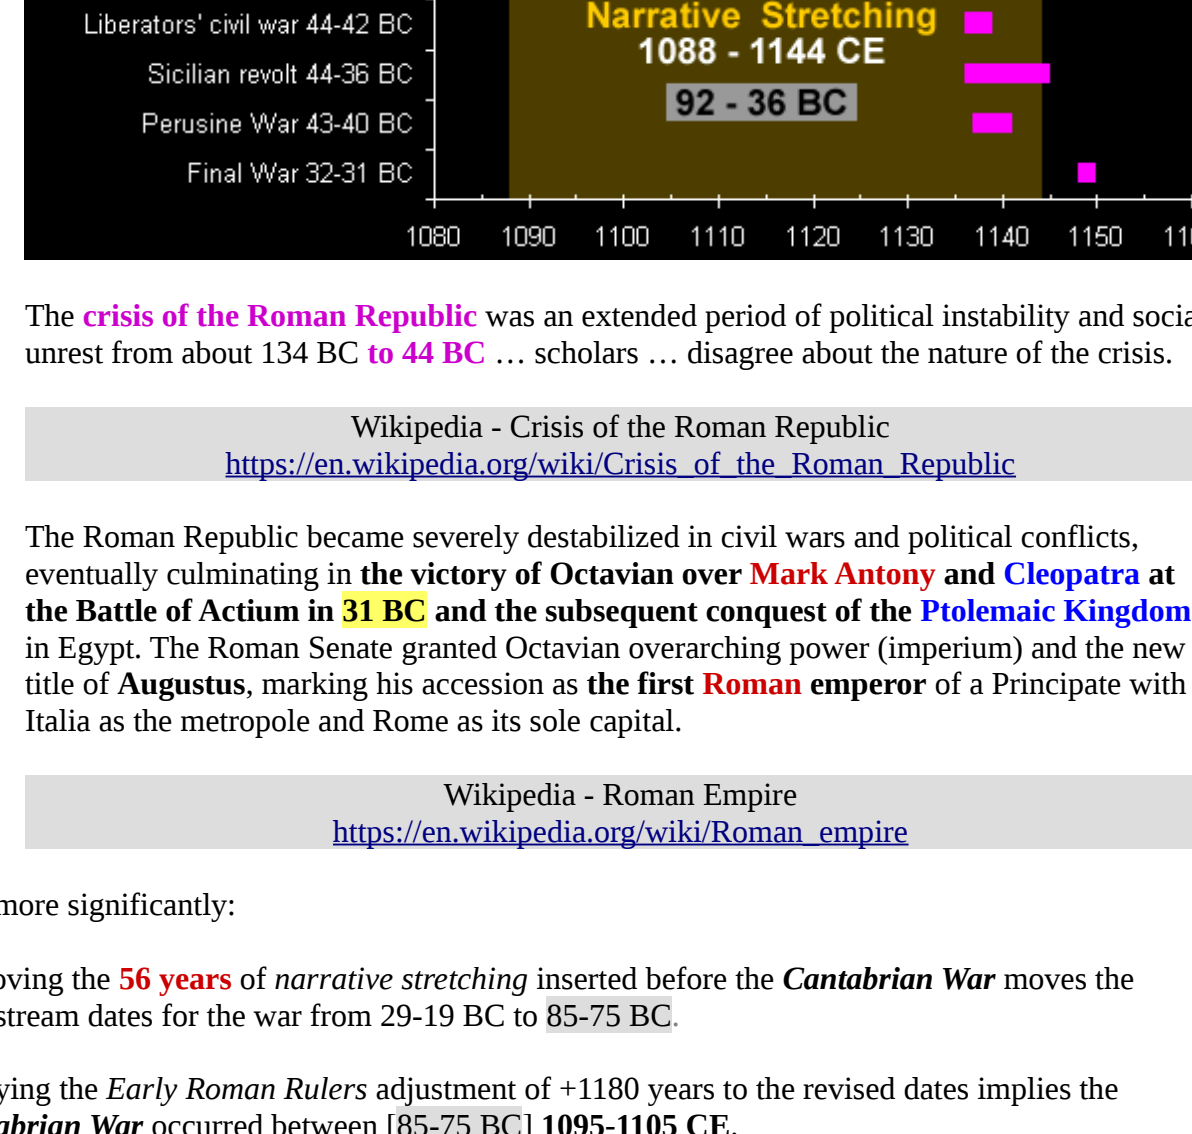 Liberators' civil war 44-42 BC
Narrative Stretching
1088 - 1144 CE
Sicilian revolt 44-36 BC
92 - 36 BC
Perusine War 43-40 BC
Final War 32-31 BC
1080 1090 1100 1110 1120 1130 1140 1150 11
The crisis of the Roman Republic was an extended period of political instability and socia
unrest from about 134 BC to 44 BC … scholars … disagree about the nature of the crisis.
Wikipedia - Crisis of the Roman Republic
https://en.wikipedia.org/wiki/Crisis_of_the_Roman_Republic
The Roman Republic became severely destabilized in civil wars and political conflicts,
eventually culminating in the victory of Octavian over Mark Antony and Cleopatra at
the Battle of Actium in 31 BC and the subsequent conquest of the Ptolemaic Kingdom
in Egypt. The Roman Senate granted Octavian overarching power (imperium) and the new
title of Augustus, marking his accession as the first Roman emperor of a Principate with
Italia as the metropole and Rome as its sole capital.
Wikipedia - Roman Empire
https://en.wikipedia.org/wiki/Roman_empire
more significantly:
oving the 56 years of narrative stretching inserted before the Cantabrian War moves the
stream dates for the war from 29-19 BC to 85-75 BC.
ying the Early Roman Rulers adjustment of +1180 years to the revised dates implies the
abrian War occurred between [85-75 BC] 1095-1105 CE.